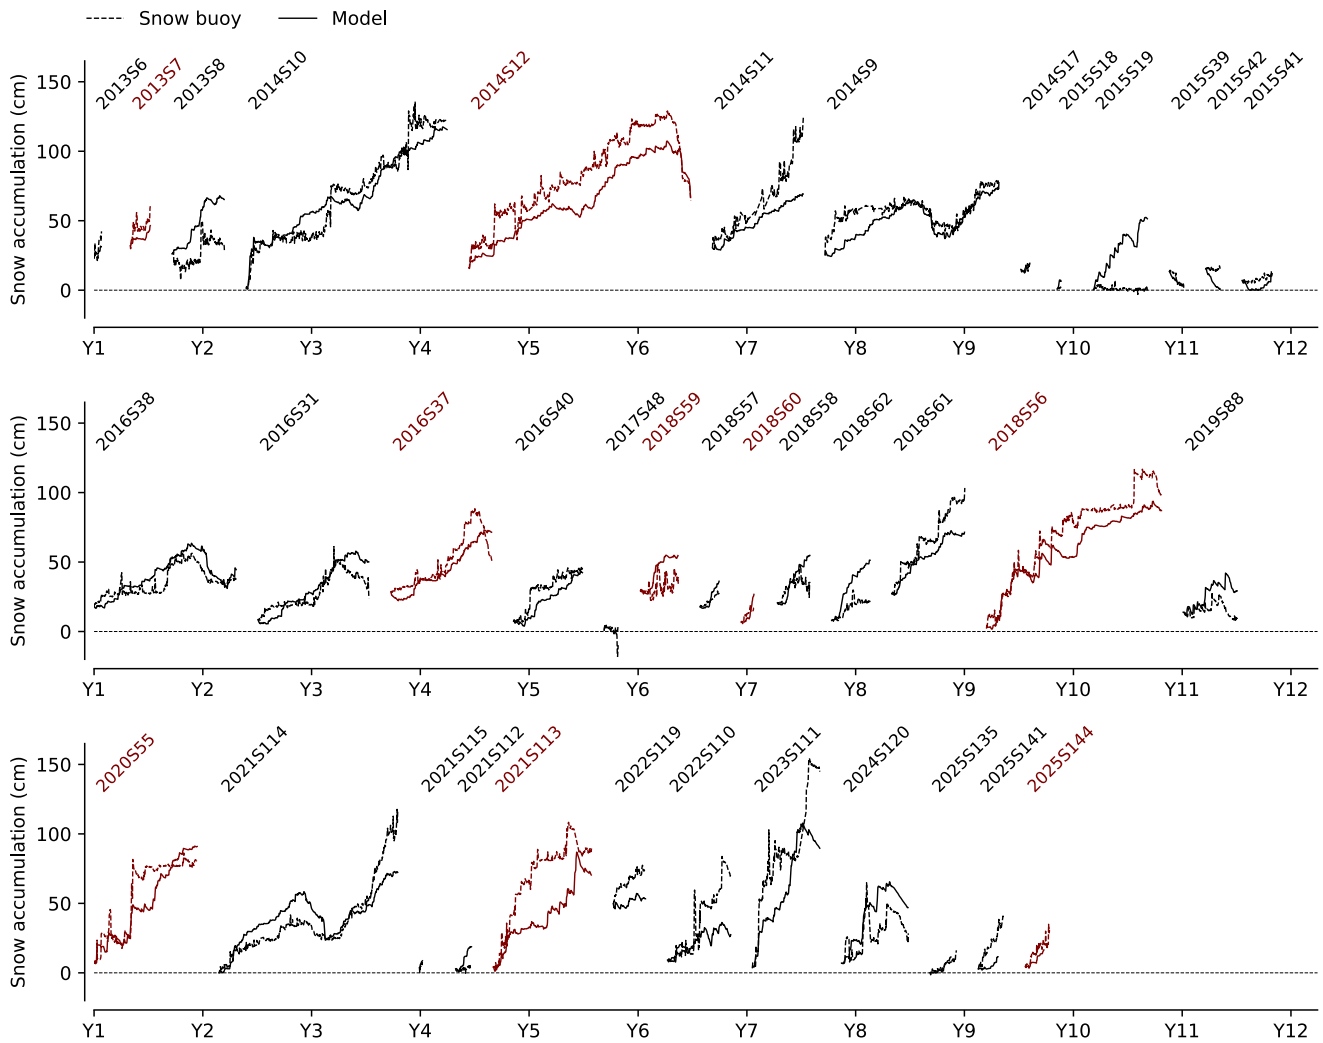 Snow buoy Model
2013S6 2013S7 2013S8 2014S10 2014S12 2014S11 2014S9 2014S17 2015S18 2015S19 2015S39 2015S42 2015S41
Snow accumulation (cm)
150
100
50
0
Y1 Y2 Y3 Y4 Y5 Y6 Y7 Y8 Y9 Y10 Y11 Y12
2016S38 2016S31 2016S37 2016S40 2017S48 2018S59 2018S57 2018S60 2018S58 2018S62 2018S61 2018S56 2019S88
Snow accumulation (cm)
150
100
50
0
Y1 Y2 Y3 Y4 Y5 Y6 Y7 Y8 Y9 Y10 Y11 Y12
2020S55 2021S114 2021S115 2021S112 2021S113 2022S119 2022S110 2023S111 2024S120 2025S135 2025S141 2025S144
Snow accumulation (cm)
150
100
50
0
Y1 Y2 Y3 Y4 Y5 Y6 Y7 Y8 Y9 Y10 Y11 Y12